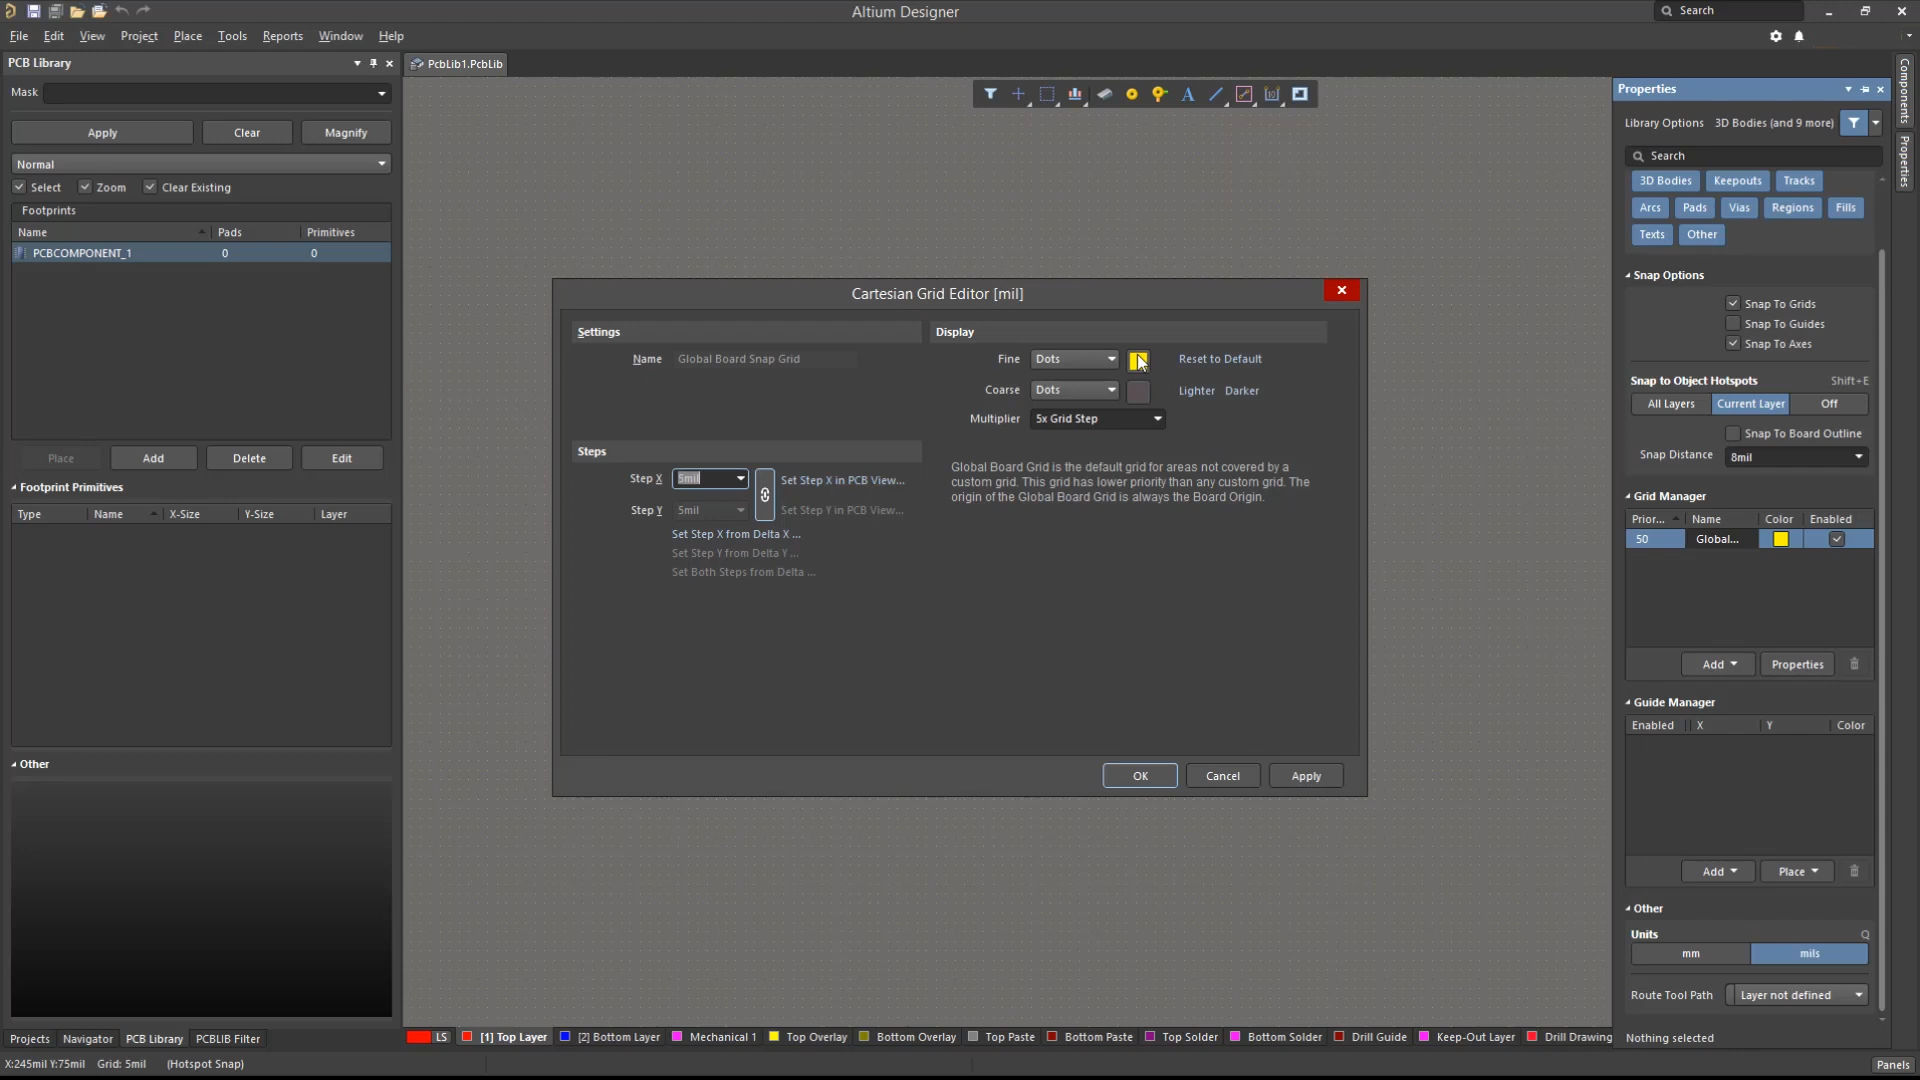 Altium Designer
Search
File Edit View Project Place Tools Reports Window Help
PCB Library
PcbLib1.PcbLib
Mask
Apply Clear Magnify
Normal
Select Zoom Clear Existing
Footprints
Name Pads Primitives
PCBCOMPONENT_1 0 0
Place Add Delete Edit
Footprint Primitives
Type Name X-Size Y-Size Layer
Other
Projects Navigator PCB Library PCBLIB Filter
Cartesian Grid Editor [mil]
Settings
Name Global Board Snap Grid
Steps
Step X 5mil Set Step X in PCB View...
Step Y 5mil Set Step Y in PCB View...
Set Step X from Delta X ...
Set Step Y from Delta Y ...
Set Both Steps from Delta ...
Display
Fine Dots Reset to Default
Coarse Dots Lighter Darker
Multiplier 5x Grid Step
Global Board Grid is the default grid for areas not covered by a
custom grid. This grid has lower priority than any custom grid. The
origin of the Global Board Grid is always the Board Origin.
OK Cancel Apply
Properties
Library Options 3D Bodies (and 9 more)
Search
3D Bodies Keepouts Tracks
Arcs Pads Vias Regions Fills
Texts Other
Snap Options
Snap To Grids
Snap To Guides
Snap To Axes
Snap to Object Hotspots Shift+E
All Layers Current Layer Off
Snap To Board Outline
Snap Distance 8mil
Grid Manager
Prior... Name Color Enabled
50 Global...
Add Properties
Guide Manager
Enabled X Y Color
Add Place
Other
Units
mm mils
Route Tool Path Layer not defined
Nothing selected
Components
Properties
LS [1] Top Layer [2] Bottom Layer Mechanical 1 Top Overlay Bottom Overlay Top Paste Bottom Paste Top Solder Bottom Solder Drill Guide Keep-Out Layer Drill Drawing
X:245mil Y:75mil Grid: 5mil (Hotspot Snap)
Panels